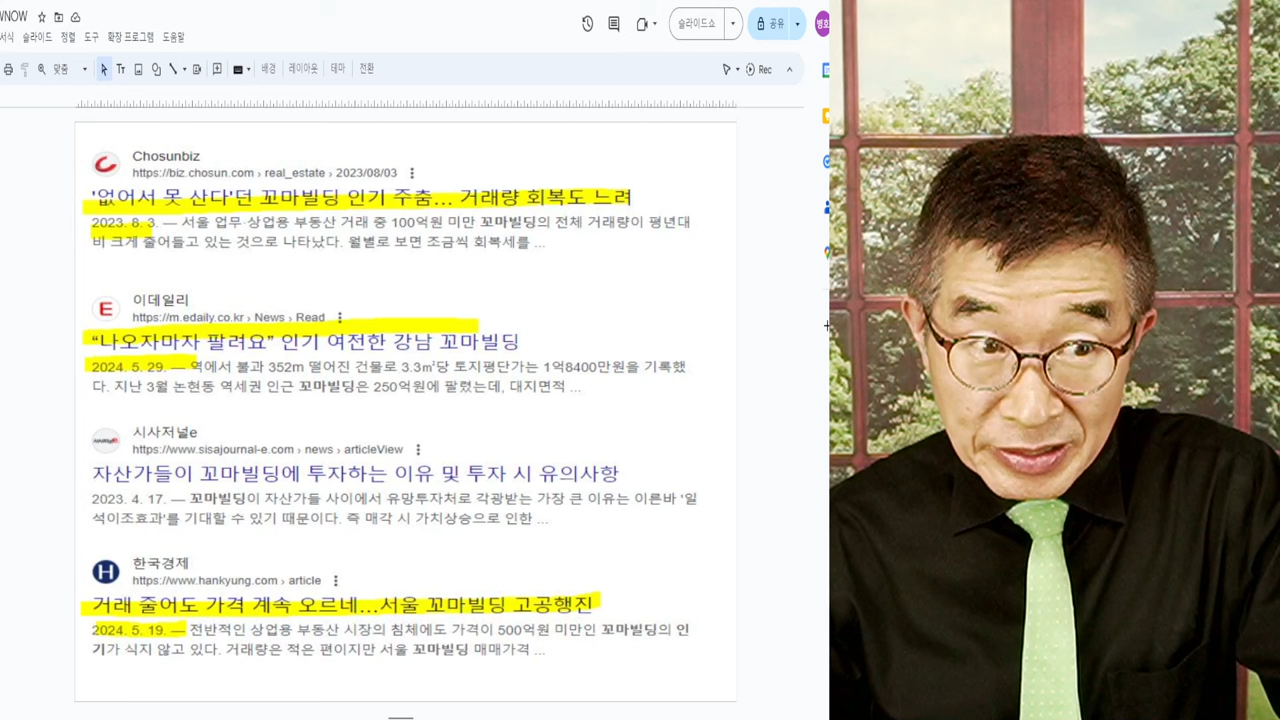 WNOW
슬라이드쇼
공유
병화
서식 슬라이드 정렬 도구 확장 프로그램 도움말
맞춤
Tт
배경 레이아웃 테마 전환
Rec
Chosunbiz
https://biz.chosun.com › real_estate › 2023/08/03
'없어서 못 산다'던 꼬마빌딩 인기 주춤... 거래량 회복도 느려
2023. 8. 3. — 서울 업무·상업용 부동산 거래 중 100억원 미만 꼬마빌딩의 전체 거래량이 평년대
비 크게 줄어들고 있는 것으로 나타났다. 월별로 보면 조금씩 회복세를 ...
E
이데일리
https://m.edaily.co.kr › News › Read
“나오자마자 팔려요” 인기 여전한 강남 꼬마빌딩
2024. 5. 29. — 역에서 불과 352m 떨어진 건물로 3.3㎡당 토지평단가는 1억8400만원을 기록했
다. 지난 3월 논현동 역세권 인근 꼬마빌딩은 250억원에 팔렸는데, 대지면적 ...
시사저널e
https://www.sisajournal-e.com › news › articleView
자산가들이 꼬마빌딩에 투자하는 이유 및 투자 시 유의사항
2023. 4. 17. — 꼬마빌딩이 자산가들 사이에서 유망투자처로 각광받는 가장 큰 이유는 이른바 '일
석이조효과'를 기대할 수 있기 때문이다. 즉 매각 시 가치상승으로 인한 ...
H
한국경제
https://www.hankyung.com › article
거래 줄어도 가격 계속 오르네...서울 꼬마빌딩 고공행진
2024. 5. 19. — 전반적인 상업용 부동산 시장의 침체에도 가격이 500억원 미만인 꼬마빌딩의 인
기가 식지 않고 있다. 거래량은 적은 편이지만 서울 꼬마빌딩 매매가격 ...